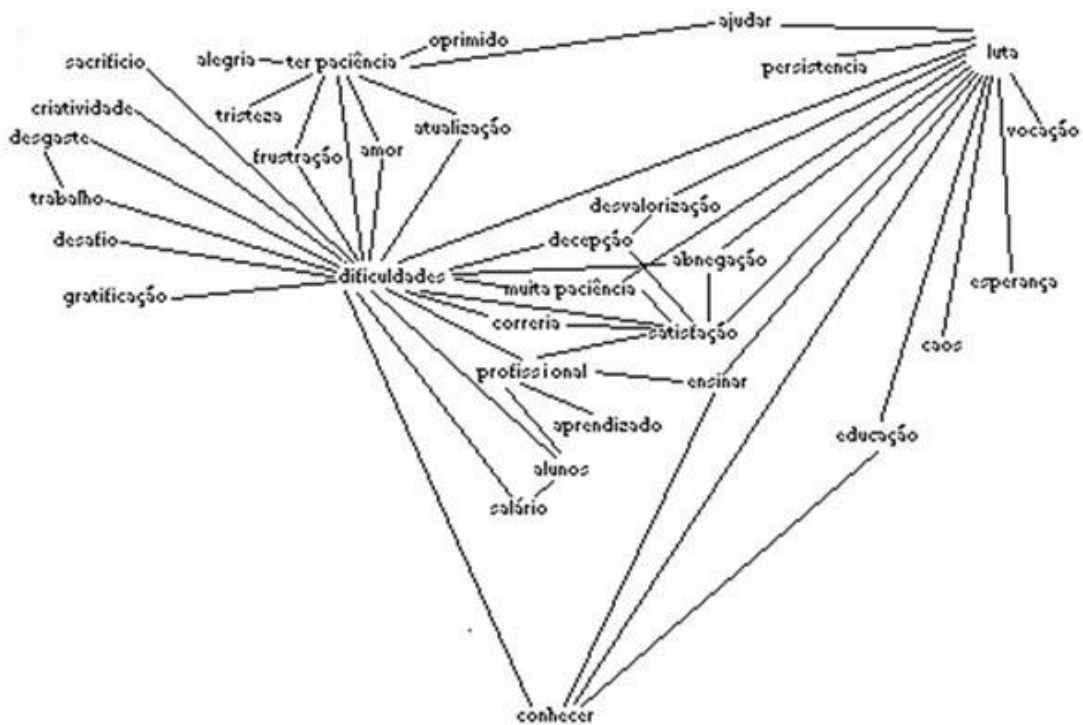 ajudar
oprimido
luta
sacrificio
alegria
ter paciência
persistencia
criatividade
tristeza
atualização
vocação
desgaste
frustração
amor
trabalho
desvalorização
desafio
decepção
abnegação
dificuldades
muita paciência
esperança
gratificação
correria
satisfação
caos
profissional
ensinar
aprendizado
educação
alunos
salário
conhecer